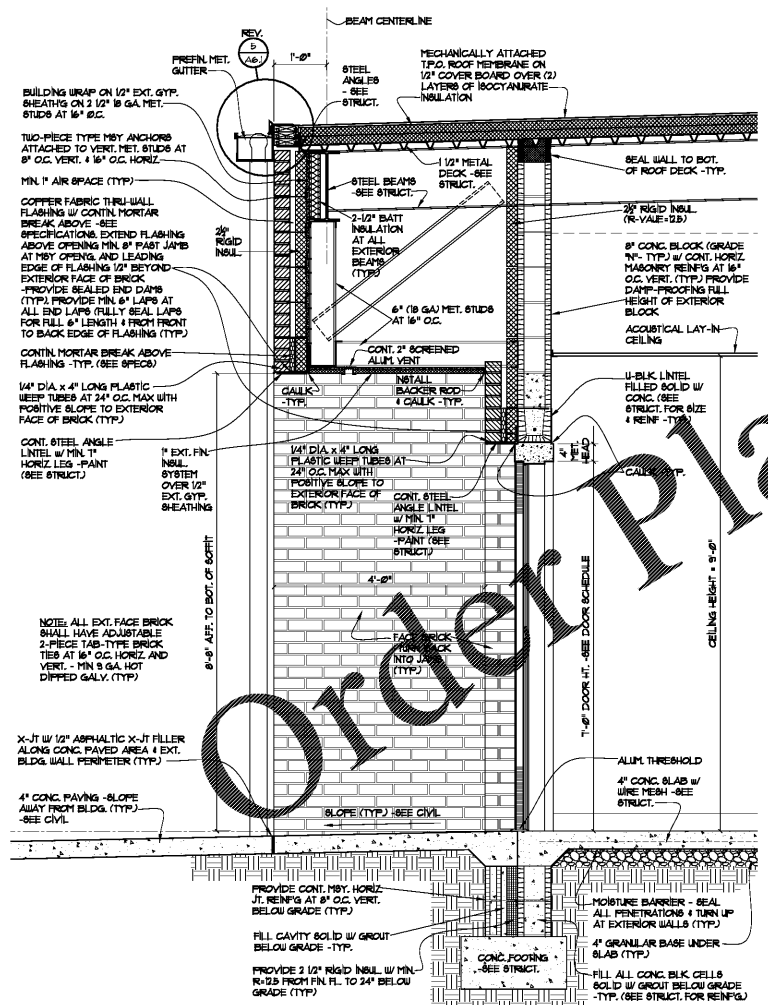 BEAM CENTERLINE
REV.
5
A6.1
1'-0"
PREFIN. MET.
GUTTER
STEEL
ANGLES
- SEE
STRUCT.
MECHANICALLY ATTACHED
T.P.O. ROOF MEMBRANE ON
1/2" COVER BOARD OVER (2)
LAYERS OF ISOCYANURATE
INSULATION
BUILDING WRAP ON 1/2" EXT. GYP.
SHEATH'G ON 2 1/2" 18 GA. MET.
STUDS AT 16" O.C.
TWO-PIECE TYPE MSY ANCHORS
ATTACHED TO VERT. MET. STUDS AT
8" O.C. VERT. & 16" O.C. HORIZ.
MIN. 1" AIR SPACE (TYP.)
COPPER FABRIC THRU-WALL
FLASHING W/ CONTIN. MORTAR
BREAK ABOVE -SEE
SPECIFICATIONS. EXTEND FLASHING
ABOVE OPENING MIN. 8" PAST JAMB
AT MSY OPEN'G. AND LEADING
EDGE OF FLASHING 1/2" BEYOND
EXTERIOR FACE OF BRICK
-PROVIDE SEALED END DAMS
(TYP.). PROVIDE MIN. 6" LAPS AT
ALL END LAPS (FULLY SEAL LAPS
FOR FULL 6" LENGTH & FROM FRONT
TO BACK EDGE OF FLASHING (TYP.)
CONTIN. MORTAR BREAK ABOVE
FLASHING -TYP. (SEE SPECS)
1/4" DIA. x 4" LONG PLASTIC
WEEP TUBES AT 24" O.C. MAX WITH
POSITIVE SLOPE TO EXTERIOR
FACE OF BRICK (TYP.)
CONT. STEEL ANGLE
LINTEL W/ MIN. 7"
HORIZ. LEG -PAINT
(SEE STRUCT.)
2½"
RIGID
INSUL.
1 1/2" METAL
DECK -SEE
STRUCT.
STEEL BEAMS
-SEE STRUCT.
2-1/2" BATT
INSULATION
AT ALL
EXTERIOR
BEAMS
(TYP.)
6" (18 GA) MET. STUDS
AT 16" O.C.
CONT. 2" SCREENED
ALUM. VENT
CAULK
-TYP.
INSTALL
BACKER ROD
& CAULK -TYP.
SEAL WALL TO BOT.
OF ROOF DECK -TYP.
2½" RIGID INSUL.
(R-VALUE=12.5)
8" CONC. BLOCK (GRADE
"N"- TYP.) W/ CONT. HORIZ.
MASONRY REINF'G AT 16"
O.C. VERT. (TYP.) PROVIDE
DAMP-PROOFING FULL
HEIGHT OF EXTERIOR
BLOCK
ACOUSTICAL LAY-IN
CEILING
U-BLK. LINTEL
FILLED SOLID W/
CONC. (SEE
STRUCT. FOR SIZE
& REINF -TYP.)
4"
MET.
HEAD
CAULK -TYP.
1" EXT. FIN.
INSUL.
SYSTEM
OVER 1/2"
EXT. GYP.
SHEATHING
1/4" DIA. x 4" LONG
PLASTIC WEEP TUBES AT
24" O.C. MAX WITH
POSITIVE SLOPE TO
EXTERIOR FACE OF
BRICK (TYP.)
CONT. STEEL
ANGLE LINTEL
W/ MIN. 7"
HORIZ. LEG
-PAINT (SEE
STRUCT.)
8'-8" AFF. TO BOT. OF SOFFIT
4'-0"
7'-0" DOOR HT. -SEE DOOR SCHEDULE
CEILING HEIGHT = 9'-0"
NOTE: ALL EXT. FACE BRICK
SHALL HAVE ADJUSTABLE
2-PIECE TAB-TYPE BRICK
TIES AT 16" O.C. HORIZ. AND
VERT. - MIN 9 GA. HOT
DIPPED GALV. (TYP.)
FACE BRICK
-TURN BACK
INTO JAMB
(TYP.)
X-JT W/ 1/2" ASPHALTIC X-JT FILLER
ALONG CONC. PAVED AREA & EXT.
BLDG. WALL PERIMETER (TYP.)
4" CONC. PAVING -SLOPE
AWAY FROM BLDG. (TYP.)
-SEE CIVIL
SLOPE (TYP.) -SEE CIVIL
ALUM. THRESHOLD
4" CONC. SLAB W/
WIRE MESH -SEE
STRUCT.
PROVIDE CONT. MSY. HORIZ.
JT. REINF'G AT 8" O.C. VERT.
BELOW GRADE (TYP.)
FILL CAVITY SOLID W/ GROUT
BELOW GRADE -TYP.
PROVIDE 2 1/2" RIGID INSUL. W/ MIN.
R=12.5 FROM FIN. FL. TO 24" BELOW
GRADE (TYP.)
CONC. FOOTING
-SEE STRUCT.
MOISTURE BARRIER - SEAL
ALL PENETRATIONS & TURN UP
AT EXTERIOR WALLS (TYP.)
4" GRANULAR BASE UNDER
SLAB (TYP.)
FILL ALL CONC. BLK. CELLS
SOLID W/ GROUT BELOW GRADE
-TYP. (SEE STRUCT. FOR REINF'G.)
Order Pla